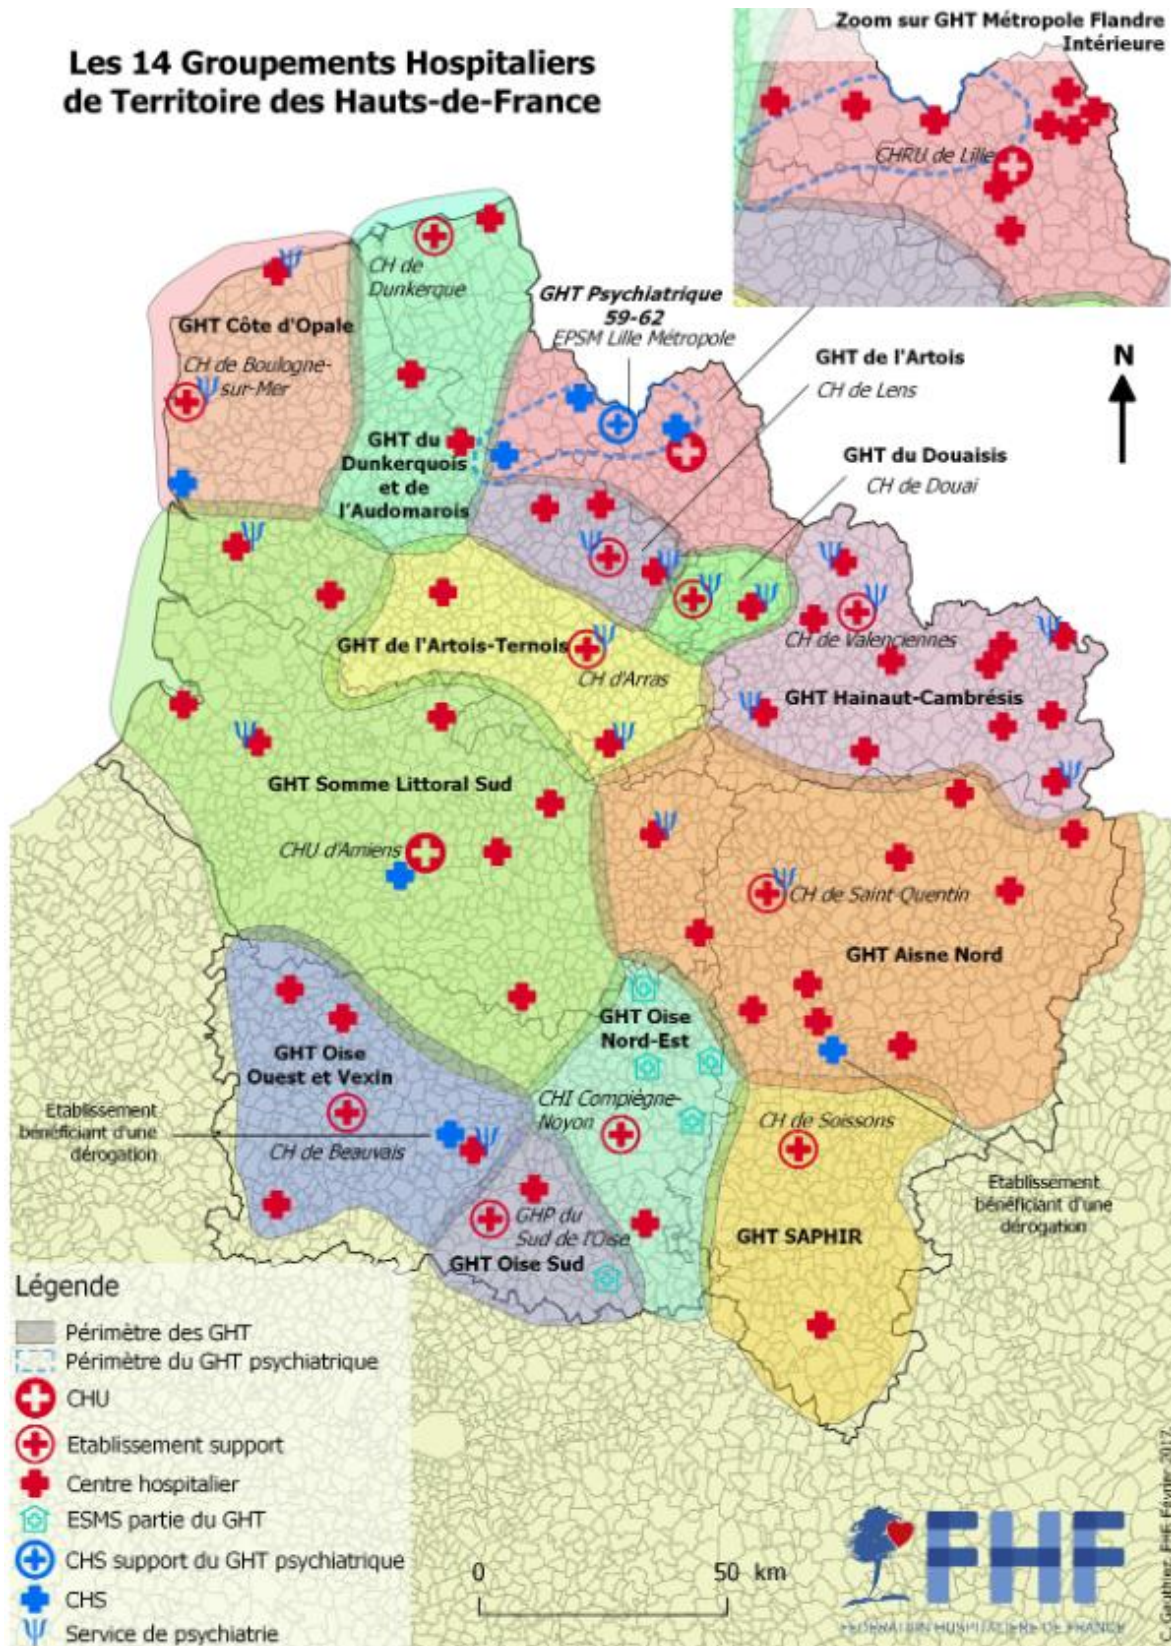 Les 14 Groupements Hospitaliers
de Territoire des Hauts-de-France
Zoom sur GHT Métropole Flandre
Intérieure
CHRU de Lille
CH de
Dunkerque
GHT Psychiatrique
59-62
EPSM Lille Métropole
GHT Côte d'Opale
CH de Boulogne-
sur-Mer
GHT de l'Artois
CH de Lens
N
GHT du
Dunkerquois
et de
l'Audomarois
GHT du Douaisis
CH de Douai
GHT de l'Artois-Ternois
CH d'Arras
CH de Valenciennes
GHT Hainaut-Cambrésis
GHT Somme Littoral Sud
CHU d'Amiens
CH de Saint-Quentin
GHT Aisne Nord
GHT Oise
Nord-Est
GHT Oise
Ouest et Vexin
CHI Compiègne-
Noyon
Etablissement
bénéficiant d'une
dérogation
CH de Beauvais
CH de Soissons
Etablissement
bénéficiant d'une
dérogation
GHP du
Sud de l'Oise
GHT Oise Sud
GHT SAPHIR
Légende
Périmètre des GHT
Périmètre du GHT psychiatrique
CHU
Etablissement support
Centre hospitalier
ESMS partie du GHT
CHS support du GHT psychiatrique
CHS
Service de psychiatrie
0 50 km
FHF
FEDERATION HOSPITALIERE DE FRANCE
Gauthier, FHF, Février 2017